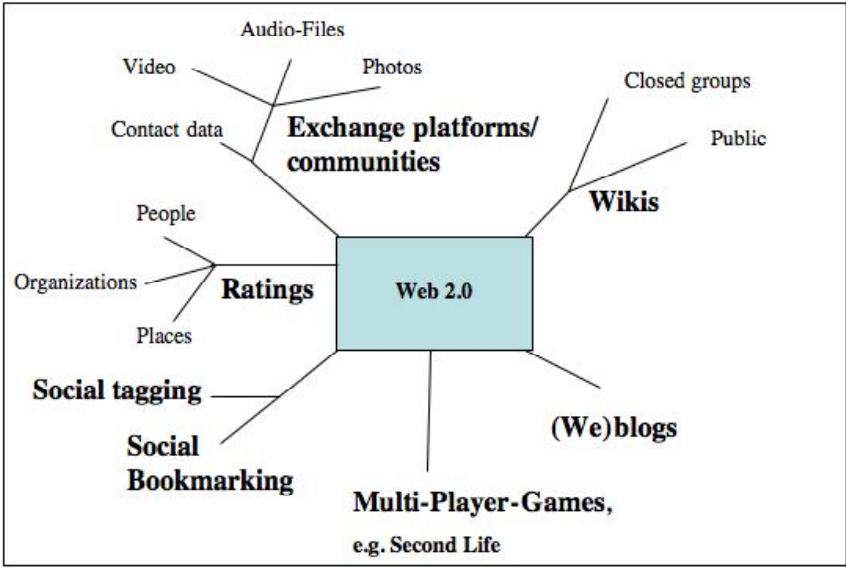 Audio-Files
Video
Photos
Contact data
Exchange platforms/
communities
Closed groups
Public
Wikis
People
Organizations
Places
Ratings
Web 2.0
Social tagging
Social
Bookmarking
(We)blogs
Multi-Player-Games,
e.g. Second Life